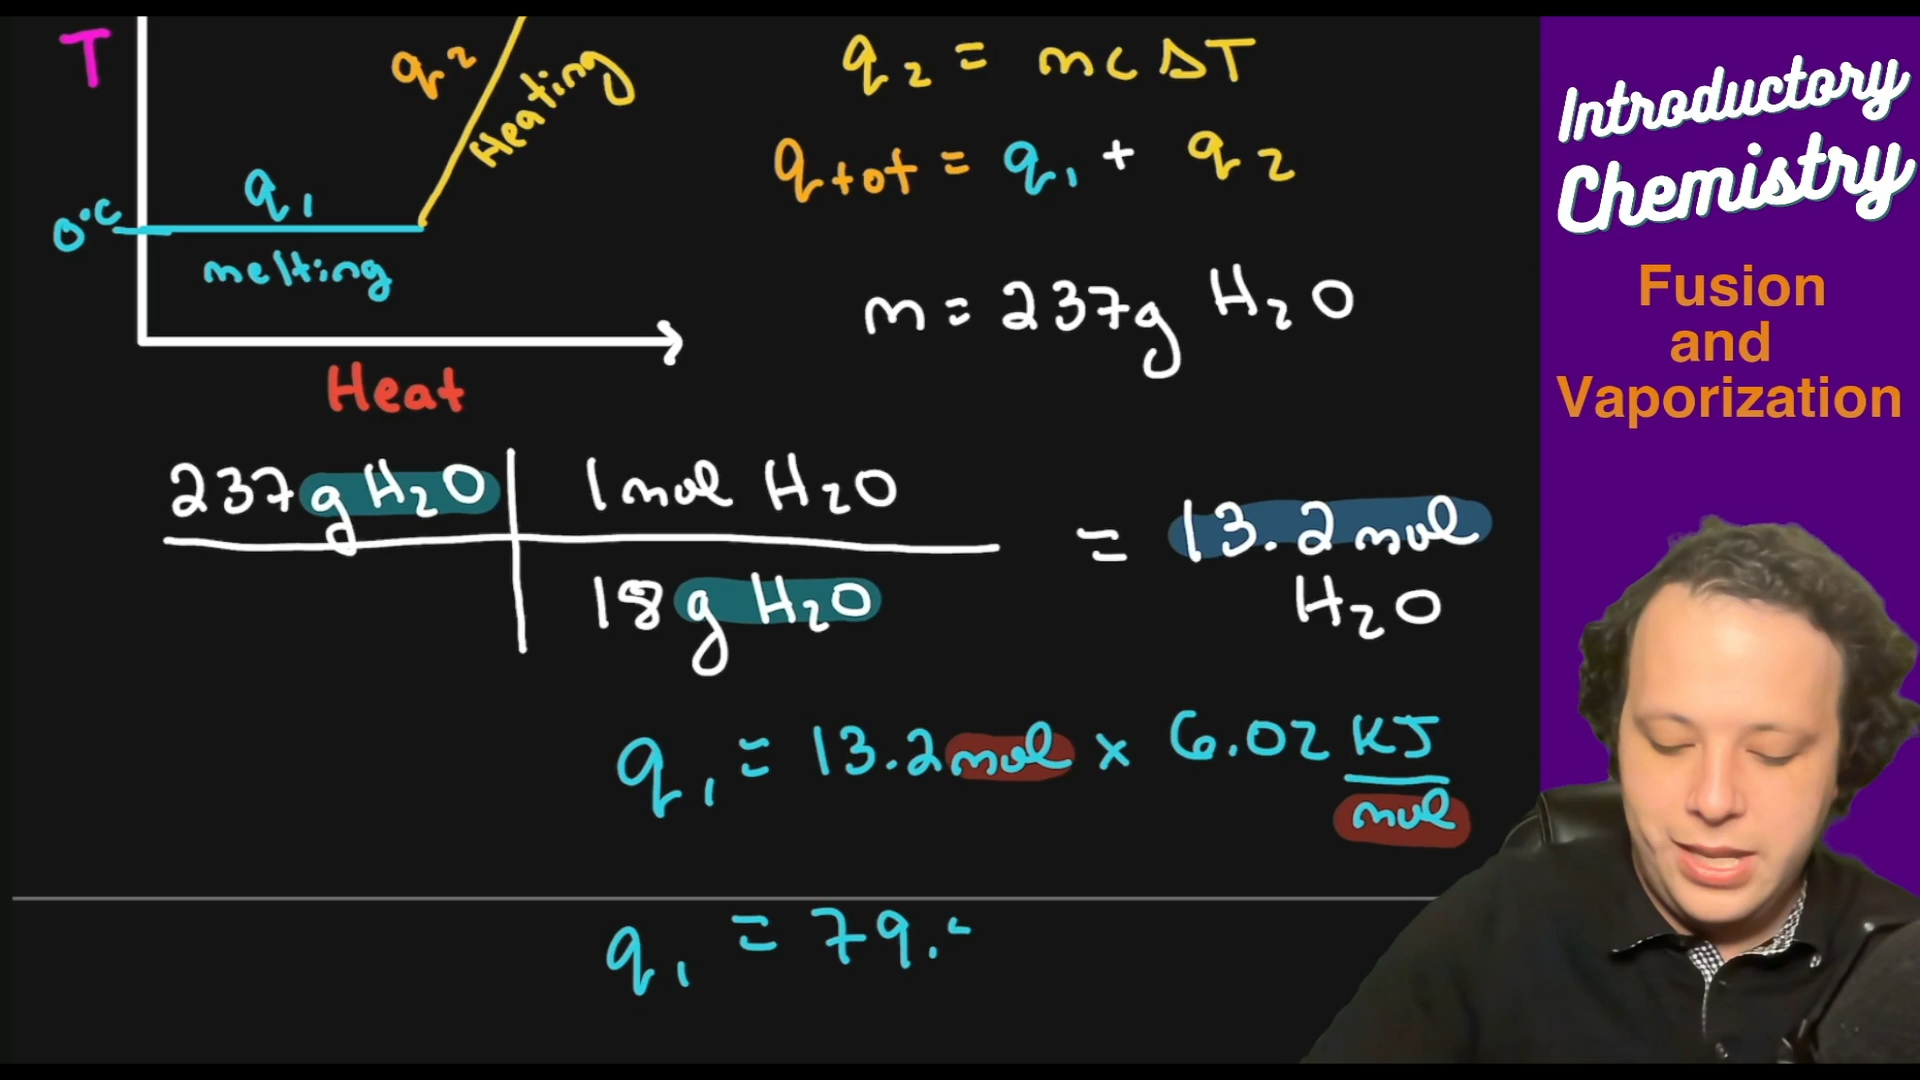 T
q2
Heating
q1
0°C
melting
Heat
q2 = mcΔT
qtot = q1 + q2
m = 237g H2O
237g H2O | 1 mol H2O
18g H2O
= 13.2 mol
H2O
q1 = 13.2 mol x 6.02 KJ
mol
q1 = 79.
Introductory
Chemistry
Fusion
and
Vaporization